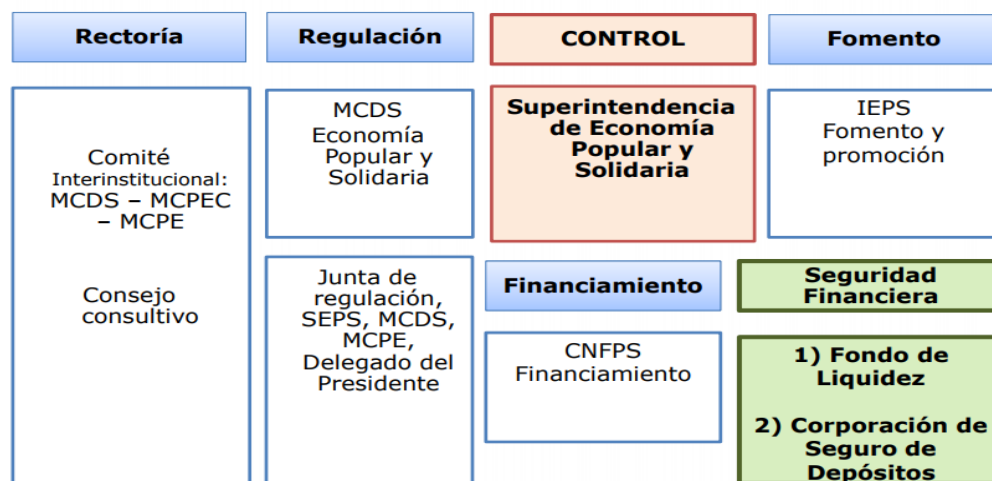 Rectoría
Regulación
CONTROL
Fomento
Comité
Interinstitucional:
MCDS – MCPEC
– MCPE
Consejo
consultivo
MCDS
Economía
Popular y
Solidaria
Superintendencia
de Economía
Popular y
Solidaria
IEPS
Fomento y
promoción
Junta de
regulación,
SEPS, MCDS,
MCPE,
Delegado del
Presidente
Financiamiento
CNFPS
Financiamiento
Seguridad
Financiera
1) Fondo de
Liquidez
2) Corporación de
Seguro de
Depósitos